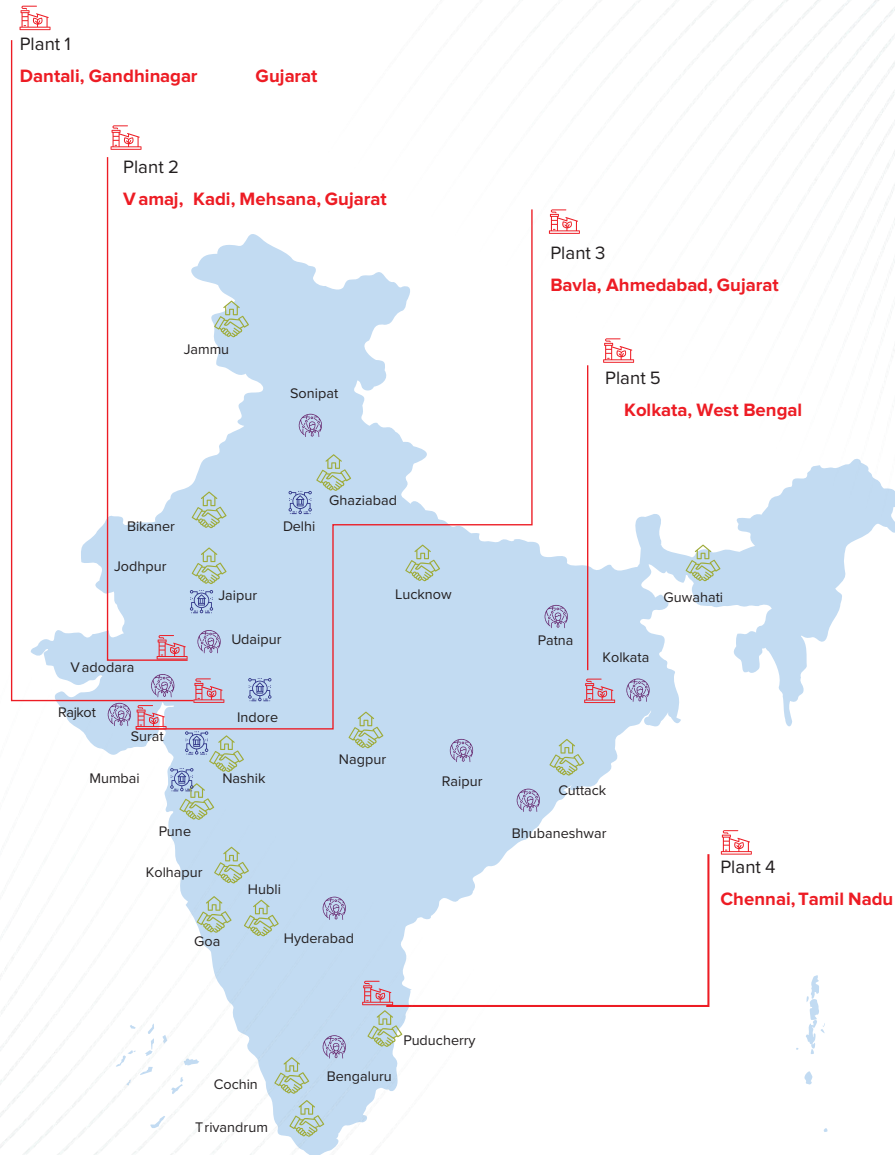 Plant 1
Dantali, Gandhinagar Gujarat
Plant 2
Vamaj, Kadi, Mehsana, Gujarat
Plant 3
Bavla, Ahmedabad, Gujarat
Plant 5
Kolkata, West Bengal
Jammu
Sonipat
Ghaziabad
Bikaner
Delhi
Jodhpur
Jaipur
Lucknow
Guwahati
Udaipur
Patna
Vadodara
Kolkata
Rajkot
Indore
Surat
Nagpur
Mumbai
Nashik
Raipur
Cuttack
Pune
Bhubaneshwar
Plant 4
Chennai, Tamil Nadu
Kolhapur
Hubli
Goa
Hyderabad
Puducherry
Bengaluru
Cochin
Trivandrum